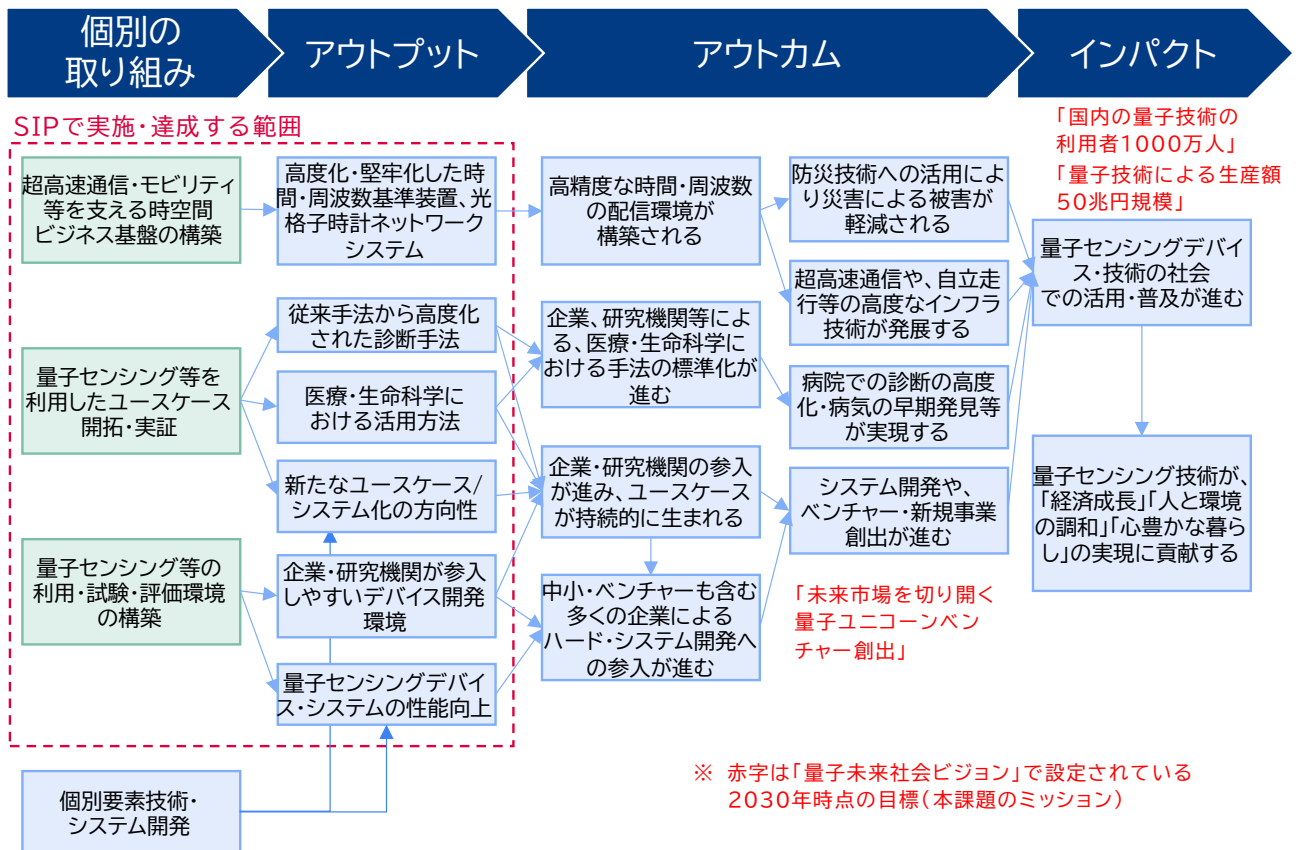 個別の
取り組み
アウトプット
アウトカム
インパクト
SIPで実施・達成する範囲
「国内の量子技術の
利用者1000万人」
「量子技術による生産額
50兆円規模」
超高速通信・モビリティ
等を支える時空間
ビジネス基盤の構築
高度化・堅牢化した時
間・周波数基準装置、光
格子時計ネットワーク
システム
高精度な時間・周波数
の配信環境が
構築される
防災技術への活用によ
り災害による被害が
軽減される
超高速通信や、自立走
行等の高度なインフラ
技術が発展する
量子センシングデバイ
ス・技術の社会
での活用・普及が進む
量子センシング等を
利用したユースケース
開拓・実証
従来手法から高度化
された診断手法
医療・生命科学に
おける活用方法
新たなユースケース/
システム化の方向性
企業、研究機関等によ
る、医療・生命科学に
おける手法の標準化が
進む
病院での診断の高度
化・病気の早期発見等
が実現する
企業・研究機関の参入
が進み、ユースケース
が持続的に生まれる
システム開発や、
ベンチャー・新規事業
創出が進む
量子センシング技術が、
「経済成長」「人と環境
の調和」「心豊かな暮ら
し」の実現に貢献する
量子センシング等の
利用・試験・評価環境
の構築
企業・研究機関が参入
しやすいデバイス開発
環境
量子センシングデバイ
ス・システムの性能向上
中小・ベンチャーも含む
多くの企業による
ハード・システム開発へ
の参入が進む
「未来市場を切り開く
量子ユニコーンベン
チャー創出」
個別要素技術・
システム開発
※ 赤字は「量子未来社会ビジョン」で設定されている
2030年時点の目標(本課題のミッション)